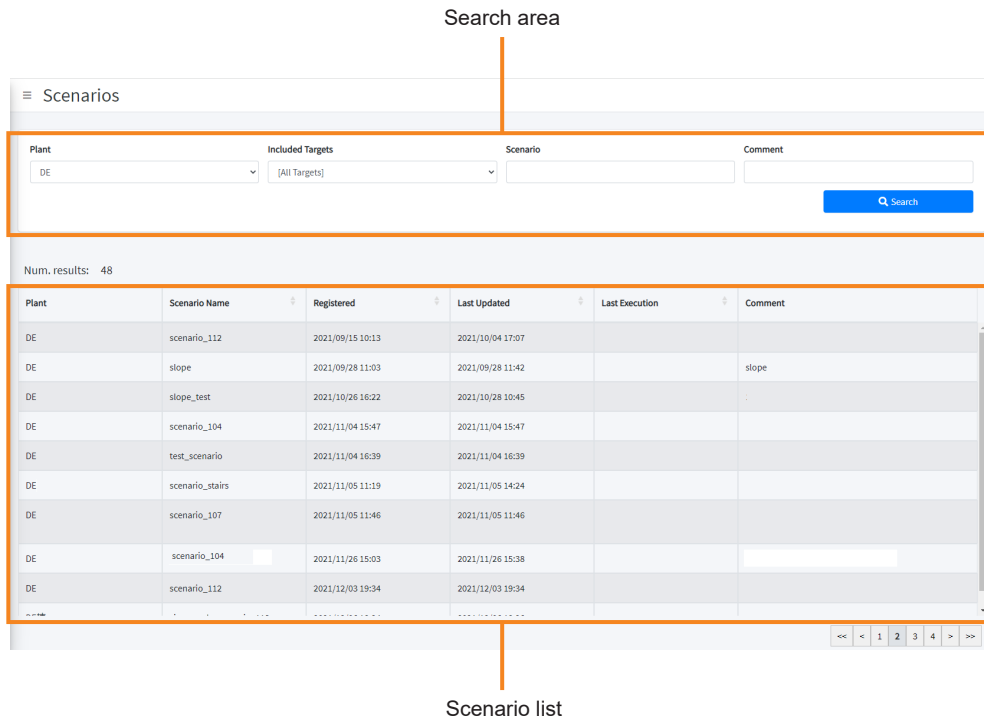 Search area
Scenarios
Plant Included Targets Scenario Comment
DE [All Targets]
Search
Num. results: 48
Plant Scenario Name Registered Last Updated Last Execution Comment
DE scenario_112 2021/09/15 10:13 2021/10/04 17:07
DE slope 2021/09/28 11:03 2021/09/28 11:42 slope
DE slope_test 2021/10/26 16:22 2021/10/28 10:45
DE scenario_104 2021/11/04 15:47 2021/11/04 15:47
DE test_scenario 2021/11/04 16:39 2021/11/04 16:39
DE scenario_stairs 2021/11/05 11:19 2021/11/05 14:24
DE scenario_107 2021/11/05 11:46 2021/11/05 11:46
DE scenario_104 2021/11/26 15:03 2021/11/26 15:38
DE scenario_112 2021/12/03 19:34 2021/12/03 19:34
<< < 1 2 3 4 > >>
Scenario list